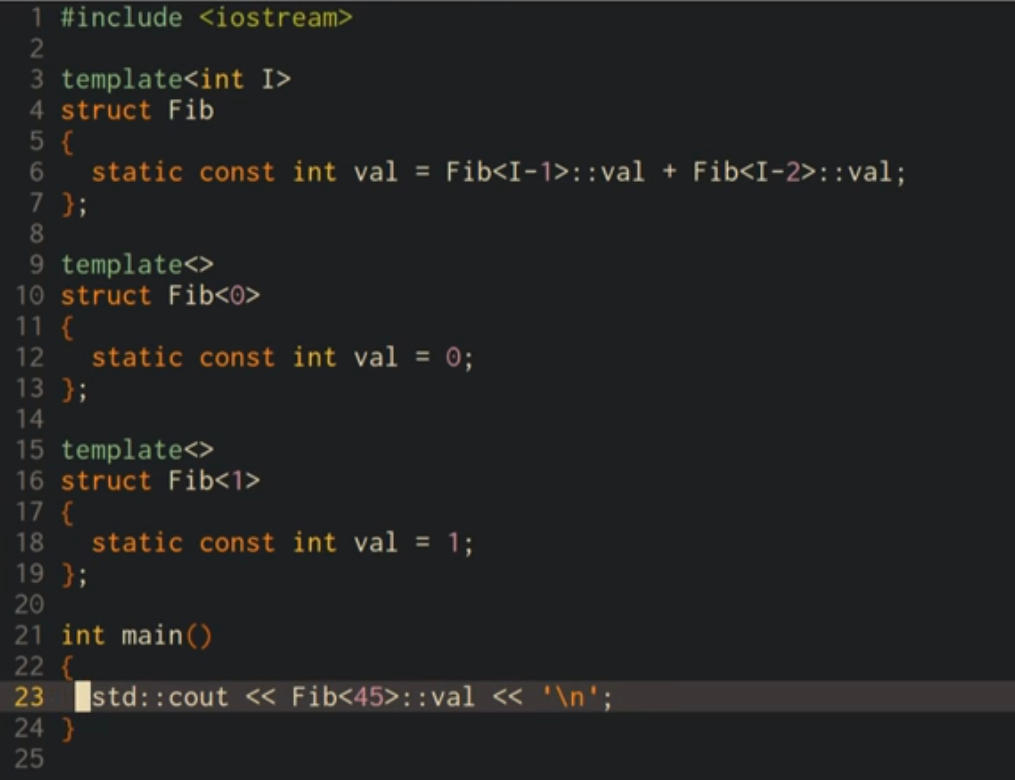 1 #include <iostream>
2
3 template<int I>
4 struct Fib
5 {
6   static const int val = Fib<I-1>::val + Fib<I-2>::val;
7 };
8
9 template<>
10 struct Fib<0>
11 {
12   static const int val = 0;
13 };
14
15 template<>
16 struct Fib<1>
17 {
18   static const int val = 1;
19 };
20
21 int main()
22 {
23   std::cout << Fib<45>::val << '\n';
24 }
25